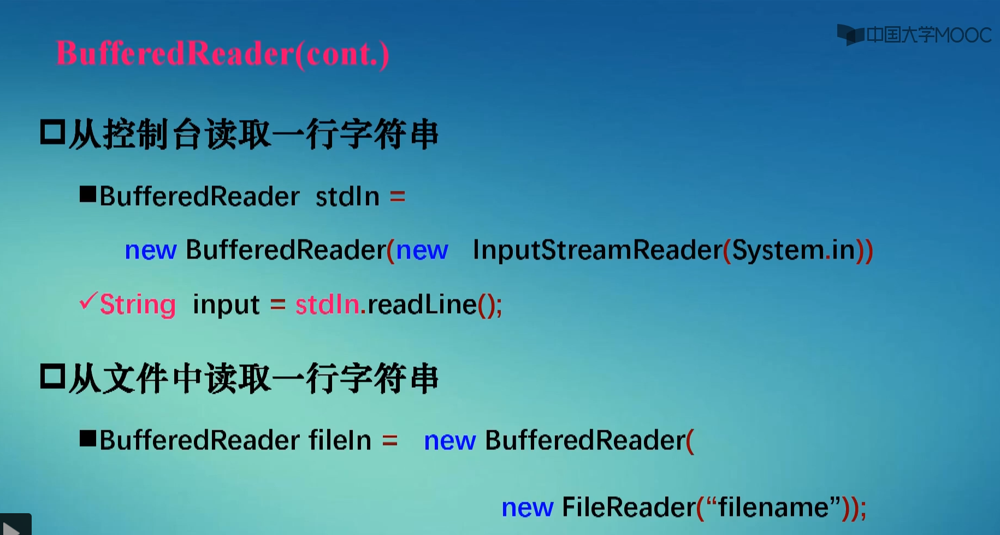 中国大学MOOC
BufferedReader(cont.)
从控制台读取一行字符串
BufferedReader stdIn =
new BufferedReader(new InputStreamReader(System.in))
✓String input = stdIn.readLine();
从文件中读取一行字符串
BufferedReader fileIn = new BufferedReader(
new FileReader(“filename”));